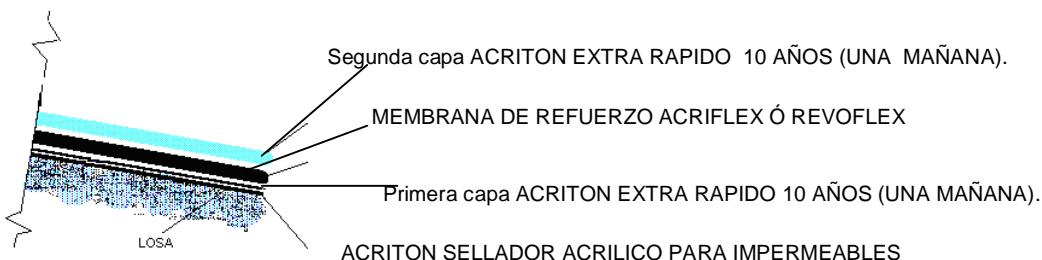 Segunda capa ACRITON EXTRA RAPIDO 10 AÑOS (UNA MAÑANA).
MEMBRANA DE REFUERZO ACRIFLEX Ó REVOFLEX
Primera capa ACRITON EXTRA RAPIDO 10 AÑOS (UNA MAÑANA).
LOSA
ACRITON SELLADOR ACRILICO PARA IMPERMEABLES